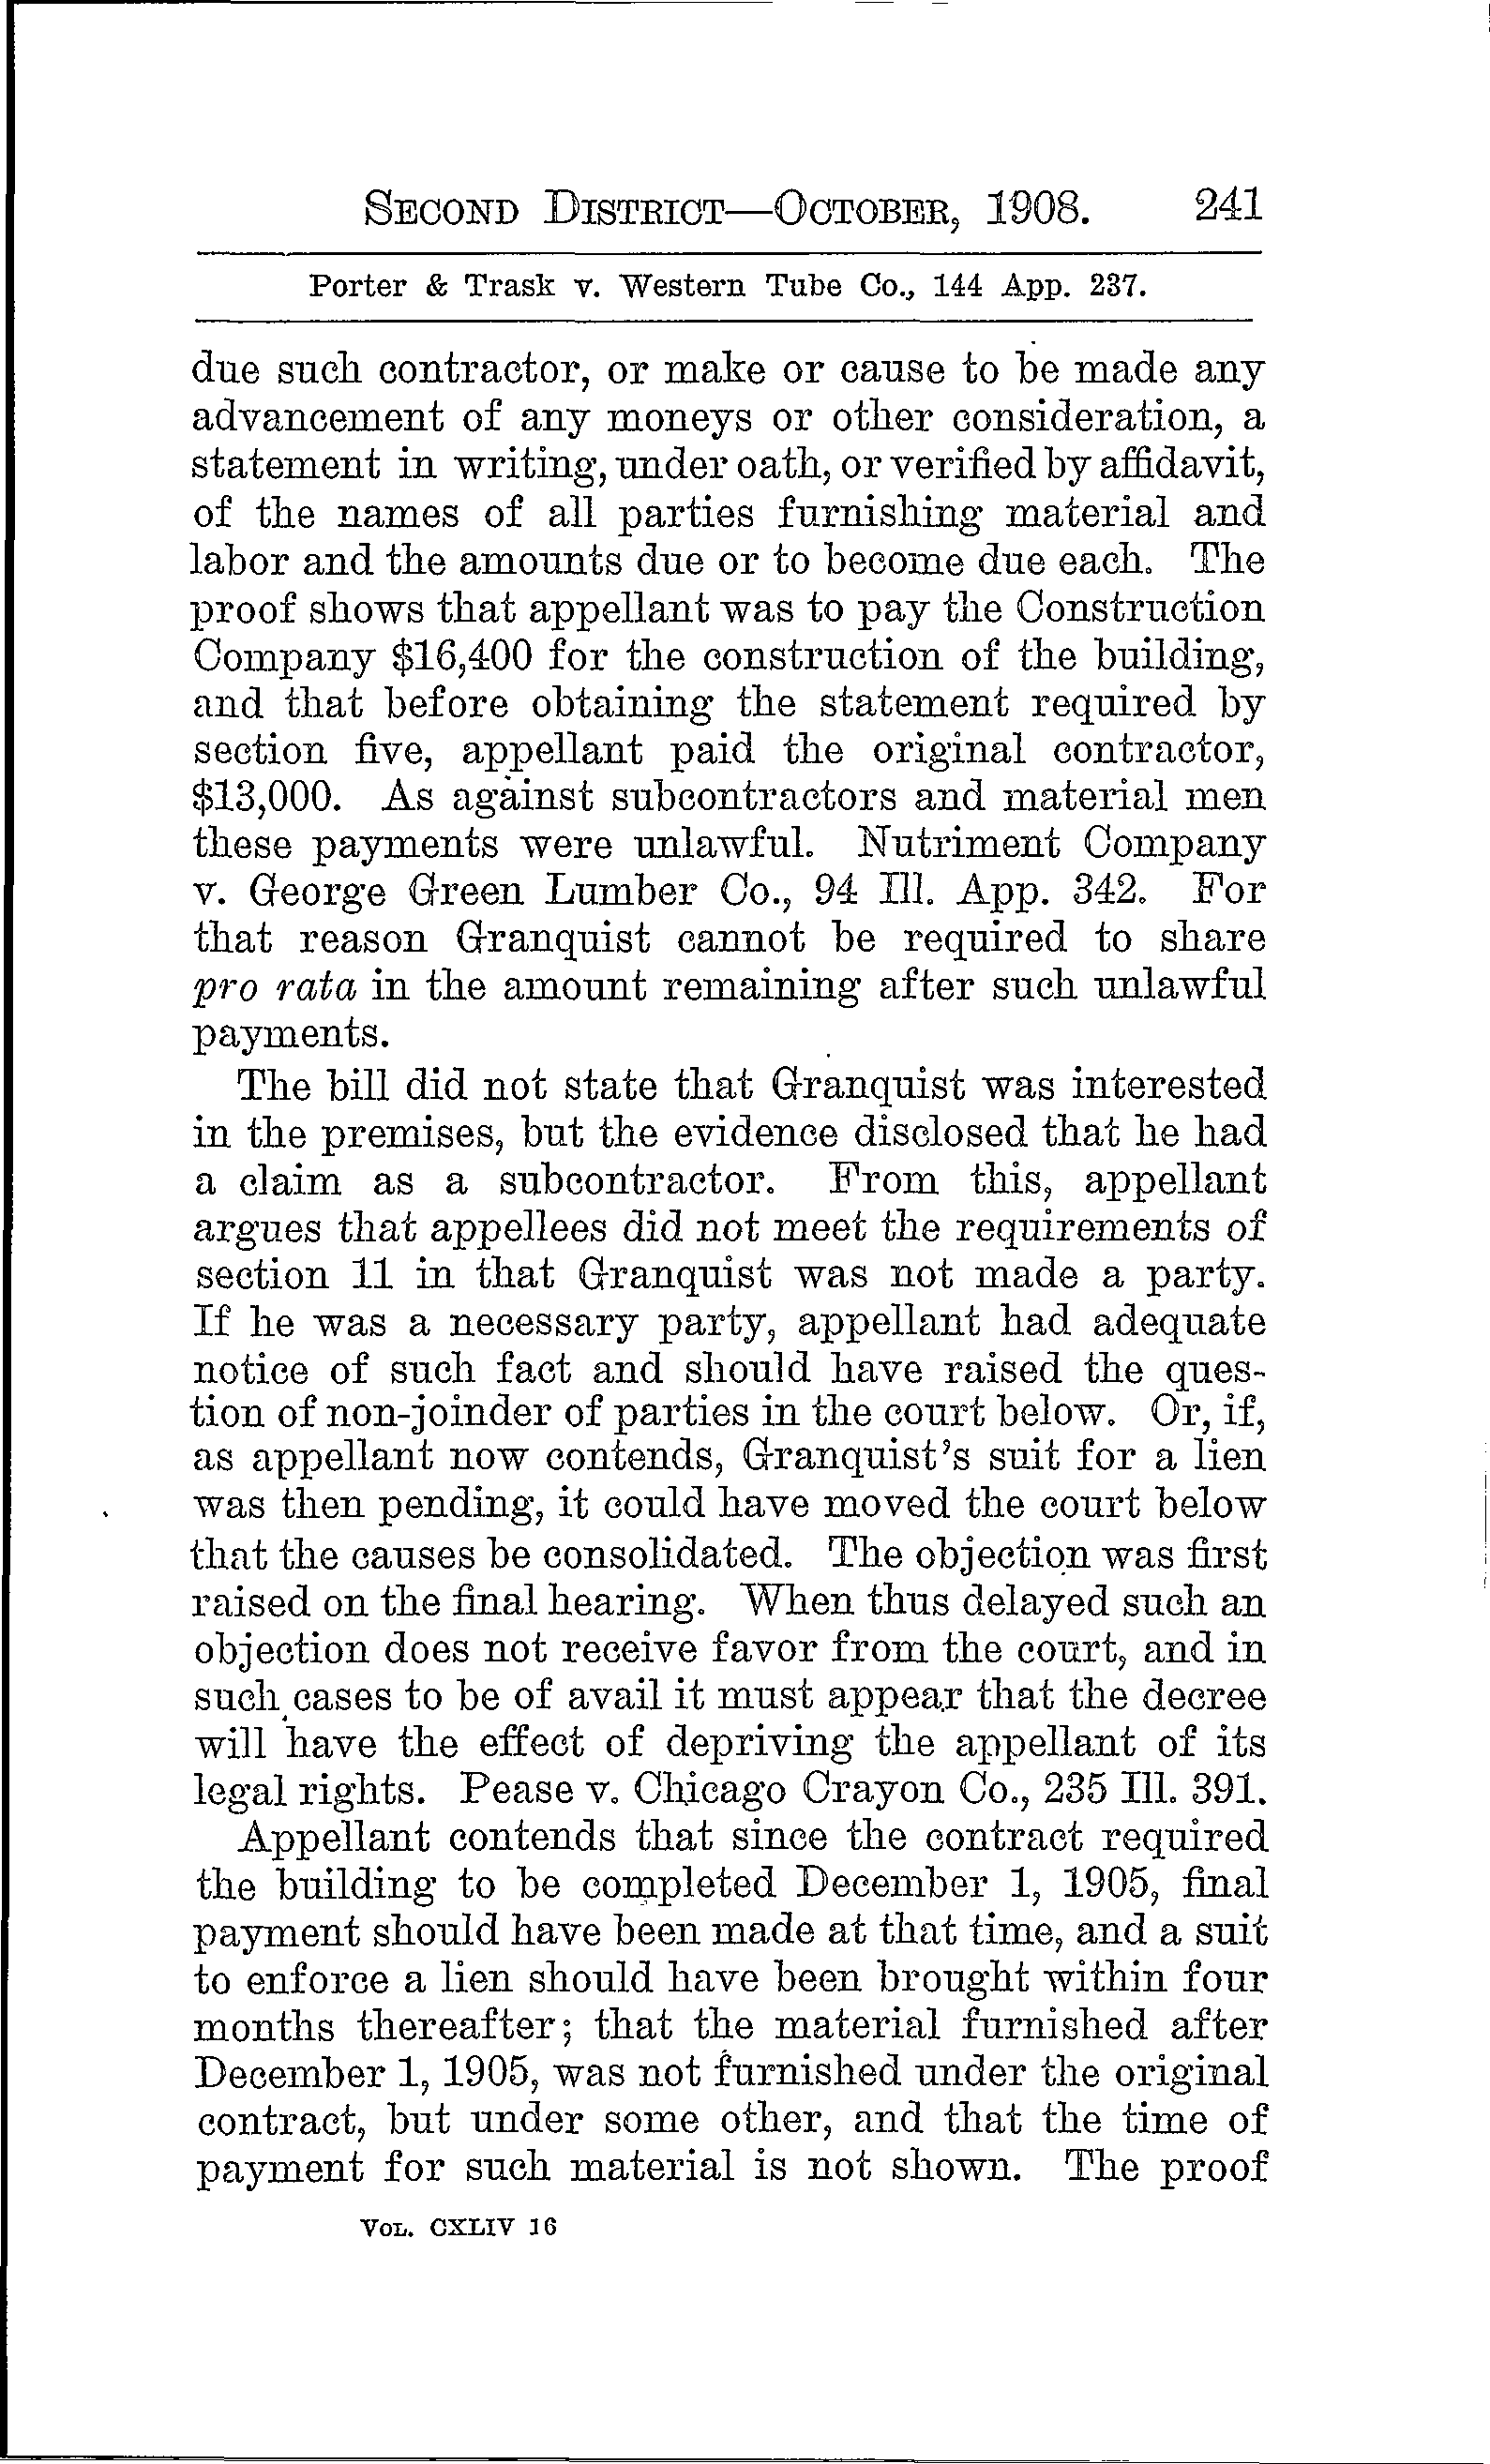 SECOND DISTRICT—OCTOBER, 1908. 241
Porter & Trask v. Western Tube Co., 144 App. 237.
due such contractor, or make or cause to be made any
advancement of any moneys or other consideration, a
statement in writing, under oath, or verified by affidavit,
of the names of all parties furnishing material and
labor and the amounts due or to become due each. The
proof shows that appellant was to pay the Construction
Company $16,400 for the construction of the building,
and that before obtaining the statement required by
section five, appellant paid the original contractor,
$13,000. As against subcontractors and material men
these payments were unlawful. Nutriment Company
v. George Green Lumber Co., 94 Ill. App. 342. For
that reason Granquist cannot be required to share
pro rata in the amount remaining after such unlawful
payments.
The bill did not state that Granquist was interested
in the premises, but the evidence disclosed that he had
a claim as a subcontractor. From this, appellant
argues that appellees did not meet the requirements of
section 11 in that Granquist was not made a party.
If he was a necessary party, appellant had adequate
notice of such fact and should have raised the ques-
tion of non-joinder of parties in the court below. Or, if,
as appellant now contends, Granquist's suit for a lien
was then pending, it could have moved the court below
that the causes be consolidated. The objection was first
raised on the final hearing. When thus delayed such an
objection does not receive favor from the court, and in
such cases to be of avail it must appear that the decree
will have the effect of depriving the appellant of its
legal rights. Pease v. Chicago Crayon Co., 235 Ill. 391.
Appellant contends that since the contract required
the building to be completed December 1, 1905, final
payment should have been made at that time, and a suit
to enforce a lien should have been brought within four
months thereafter; that the material furnished after
December 1, 1905, was not furnished under the original
contract, but under some other, and that the time of
payment for such material is not shown. The proof
VOL. CXLIV 16